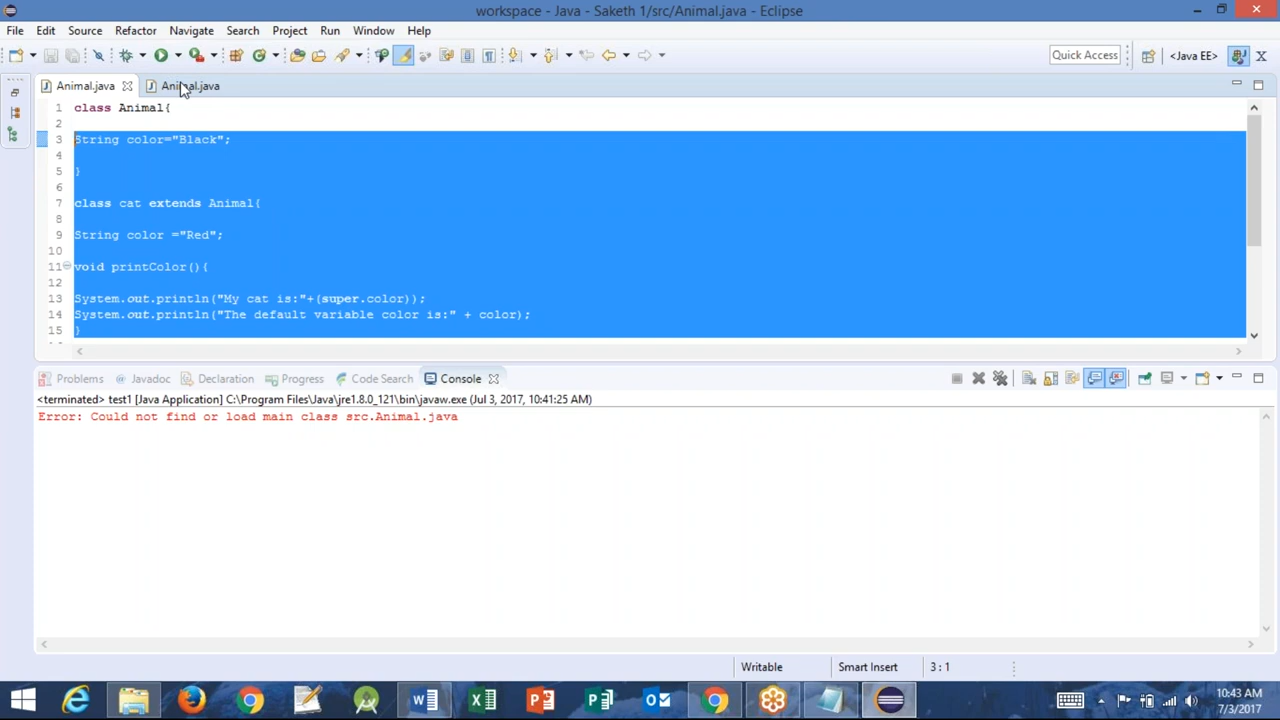 workspace - Java - Saketh 1/src/Animal.java - Eclipse
File Edit Source Refactor Navigate Search Project Run Window Help
Quick Access <Java EE>
Animal.java Animal.java
1 class Animal{
2
3 String color="Black";
4
5 }
6
7 class cat extends Animal{
8
9 String color ="Red";
10
11 void printColor(){
12
13 System.out.println("My cat is:"+(super.color));
14 System.out.println("The default variable color is:" + color);
15 }
Problems @ Javadoc Declaration Progress Code Search Console
<terminated> test1 [Java Application] C:\Program Files\Java\jre1.8.0_121\bin\javaw.exe (Jul 3, 2017, 10:41:25 AM)
Error: Could not find or load main class src.Animal.java
Writable Smart Insert 3 : 1
10:43 AM
7/3/2017